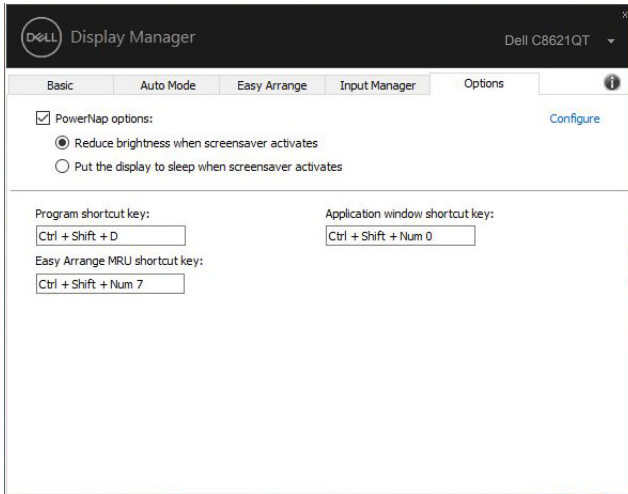 DELL Display Manager
Dell C8621QT
x
Basic Auto Mode Easy Arrange Input Manager Options
PowerNap options: Configure
Reduce brightness when screensaver activates
Put the display to sleep when screensaver activates
Program shortcut key: Application window shortcut key:
Ctrl + Shift + D Ctrl + Shift + Num 0
Easy Arrange MRU shortcut key:
Ctrl + Shift + Num 7